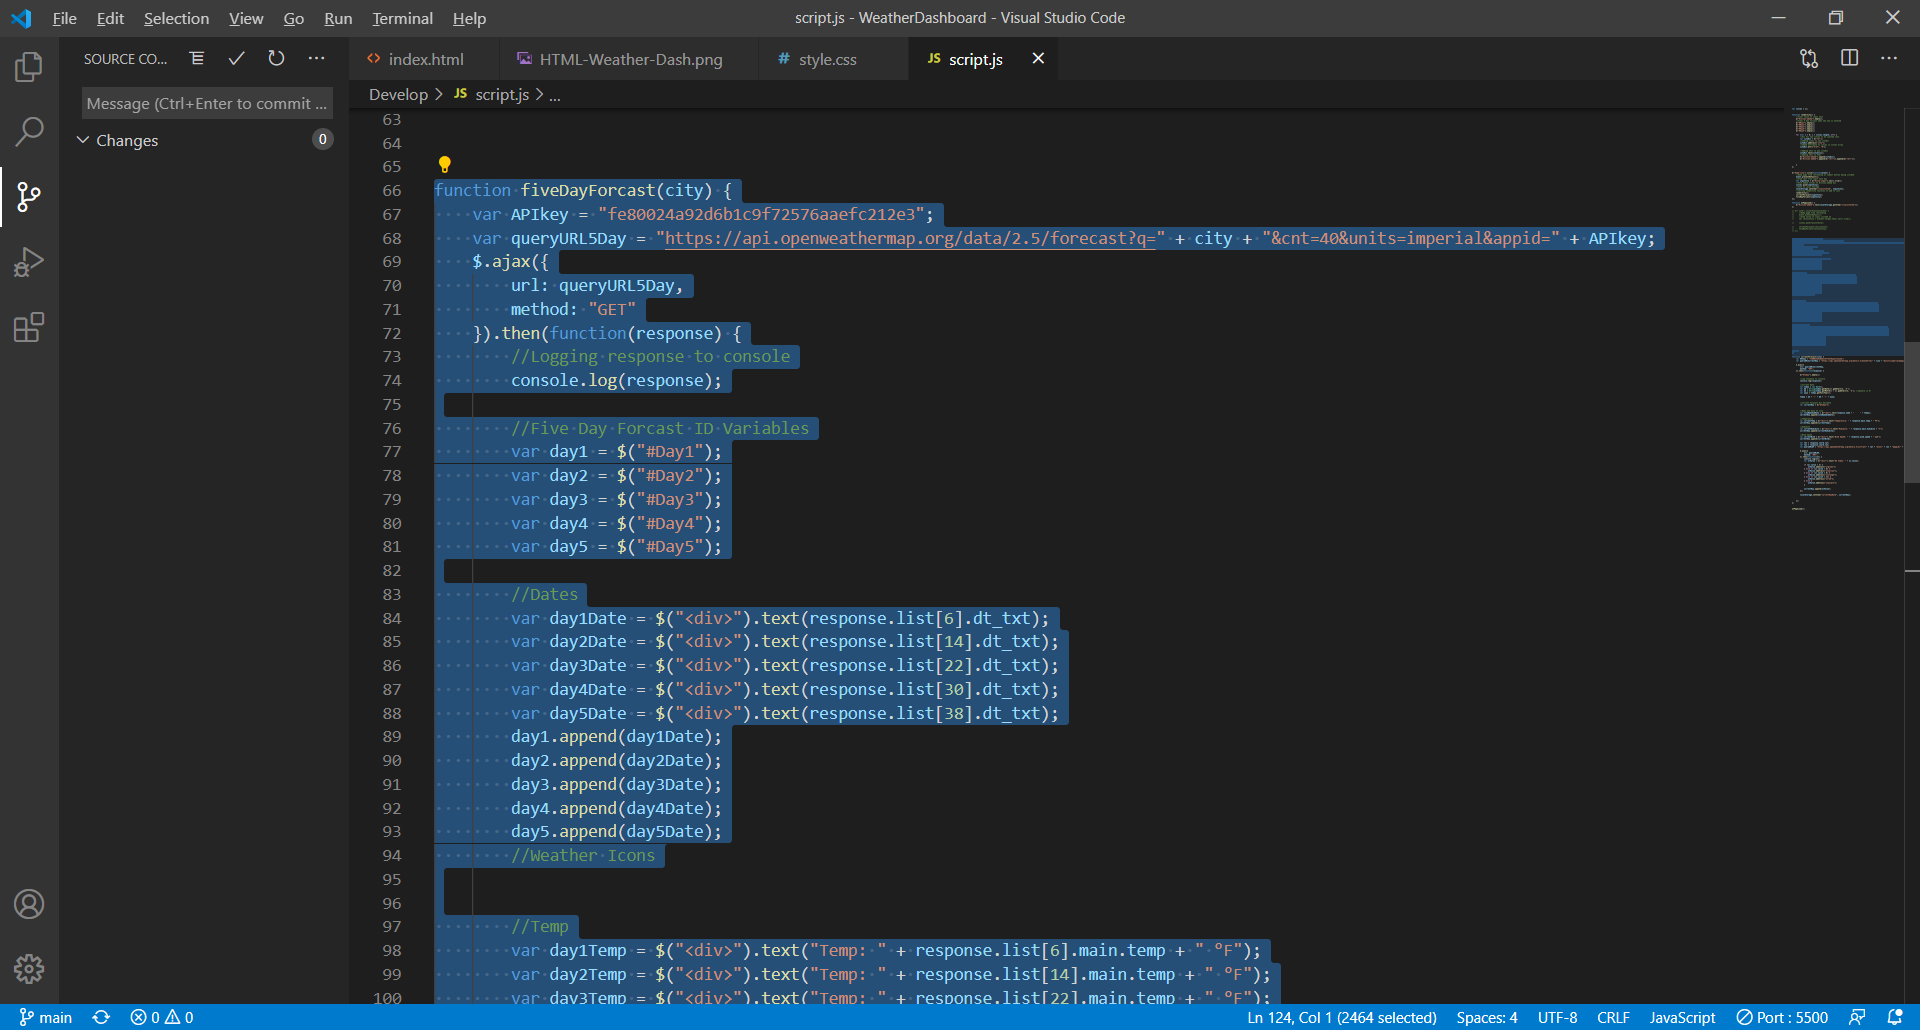 File Edit Selection View Go Run Terminal Help
script.js - WeatherDashboard - Visual Studio Code
SOURCE CO...
index.html
HTML-Weather-Dash.png
# style.css
JS script.js
Message (Ctrl+Enter to commit ...
Changes 0
Develop > JS script.js > ...
63
64
65
66 function fiveDayForcast(city) {
67 var APIkey = "fe80024a92d6b1c9f72576aaefc212e3";
68 var queryURL5Day = "https://api.openweathermap.org/data/2.5/forecast?q=" + city + "&cnt=40&units=imperial&appid=" + APIkey;
69 $.ajax({
70 url: queryURL5Day,
71 method: "GET"
72 }).then(function(response) {
73 //Logging response to console
74 console.log(response);
75
76 //Five Day Forcast ID Variables
77 var day1 = $("#Day1");
78 var day2 = $("#Day2");
79 var day3 = $("#Day3");
80 var day4 = $("#Day4");
81 var day5 = $("#Day5");
82
83 //Dates
84 var day1Date = $("<div>").text(response.list[6].dt_txt);
85 var day2Date = $("<div>").text(response.list[14].dt_txt);
86 var day3Date = $("<div>").text(response.list[22].dt_txt);
87 var day4Date = $("<div>").text(response.list[30].dt_txt);
88 var day5Date = $("<div>").text(response.list[38].dt_txt);
89 day1.append(day1Date);
90 day2.append(day2Date);
91 day3.append(day3Date);
92 day4.append(day4Date);
93 day5.append(day5Date);
94 //Weather Icons
95
96
97 //Temp
98 var day1Temp = $("<div>").text("Temp: " + response.list[6].main.temp + " °F");
99 var day2Temp = $("<div>").text("Temp: " + response.list[14].main.temp + " °F");
100 var day3Temp = $("<div>").text("Temp: " + response.list[22].main.temp + " °F");
main 0 0
Ln 124, Col 1 (2464 selected) Spaces: 4 UTF-8 CRLF JavaScript Port : 5500